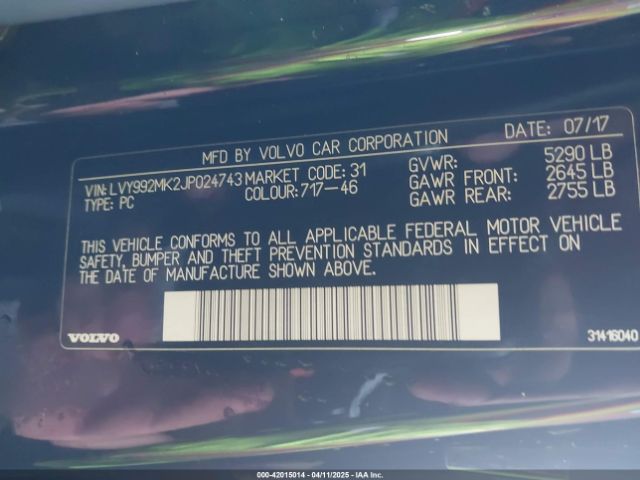 MFD BY VOLVO CAR CORPORATION DATE: 07/17
VIN: LVY992MK2JP024743 MARKET CODE: 31 GVWR: 5290 LB
TYPE: PC COLOUR: 717-46 GAWR FRONT: 2645 LB
GAWR REAR: 2755 LB
THIS VEHICLE CONFORMS TO ALL APPLICABLE FEDERAL MOTOR VEHICLE
SAFETY, BUMPER AND THEFT PREVENTION STANDARDS IN EFFECT ON
THE DATE OF MANUFACTURE SHOWN ABOVE.
VOLVO 31416040
000-42015014 - 04/11/2025 - IAA Inc.